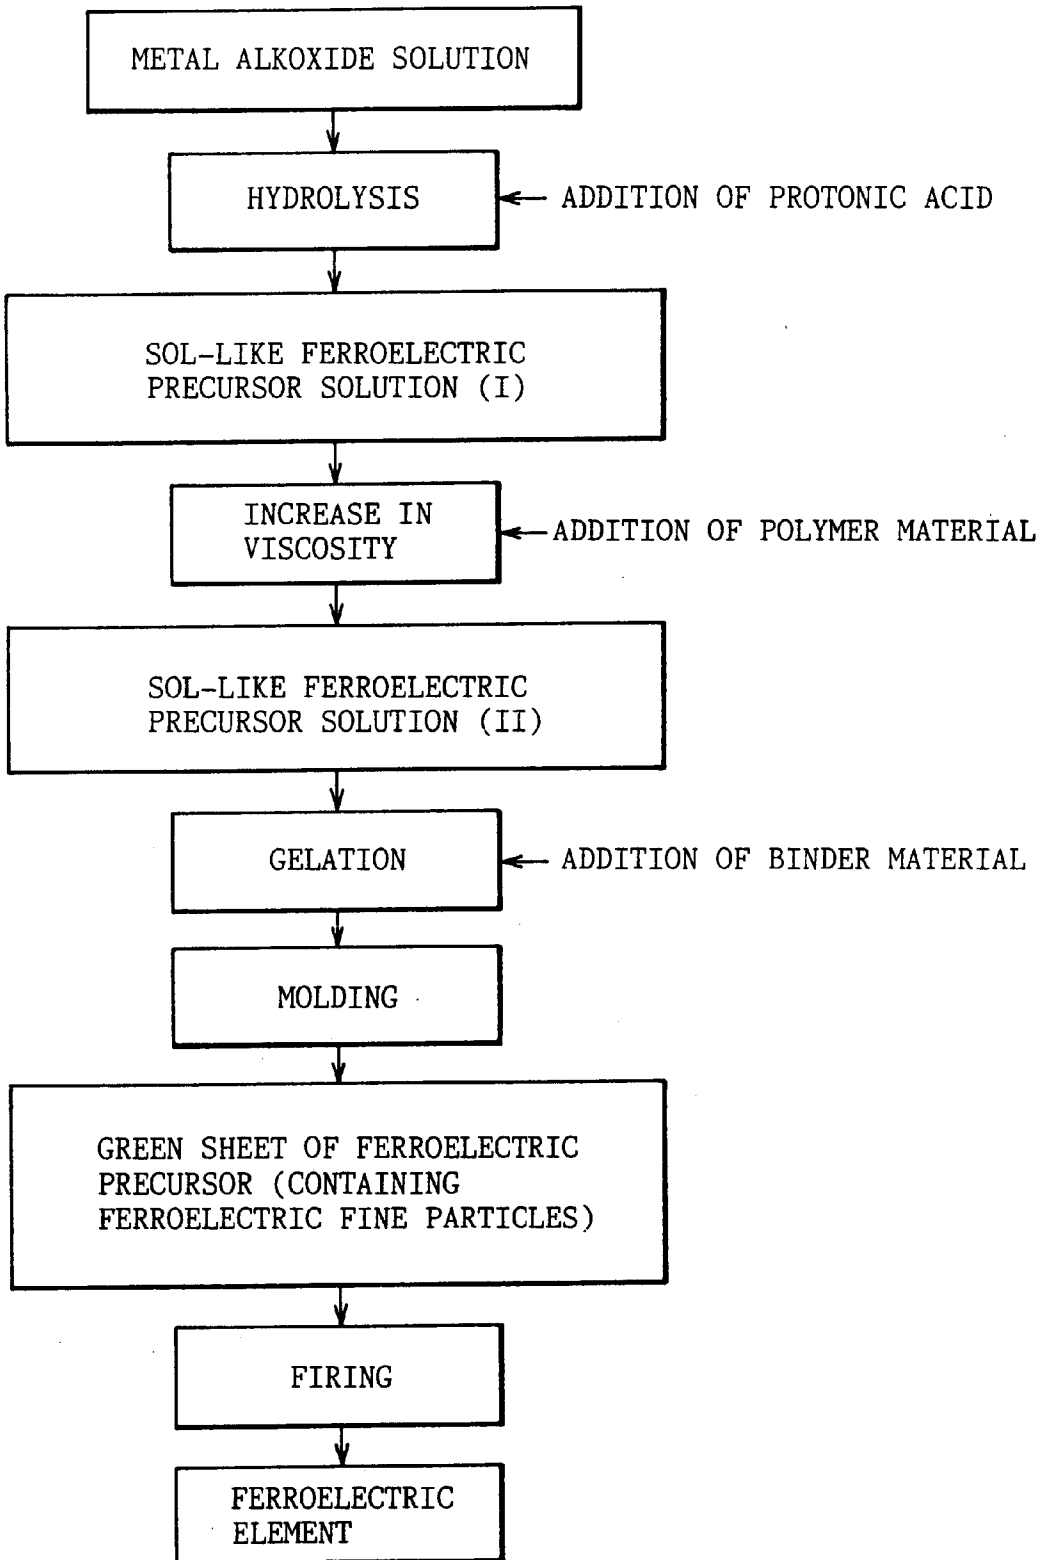 METAL ALKOXIDE SOLUTION
HYDROLYSIS
ADDITION OF PROTONIC ACID
SOL-LIKE FERROELECTRIC
PRECURSOR SOLUTION (I)
INCREASE IN
VISCOSITY
ADDITION OF POLYMER MATERIAL
SOL-LIKE FERROELECTRIC
PRECURSOR SOLUTION (II)
GELATION
ADDITION OF BINDER MATERIAL
MOLDING
GREEN SHEET OF FERROELECTRIC
PRECURSOR (CONTAINING
FERROELECTRIC FINE PARTICLES)
FIRING
FERROELECTRIC
ELEMENT